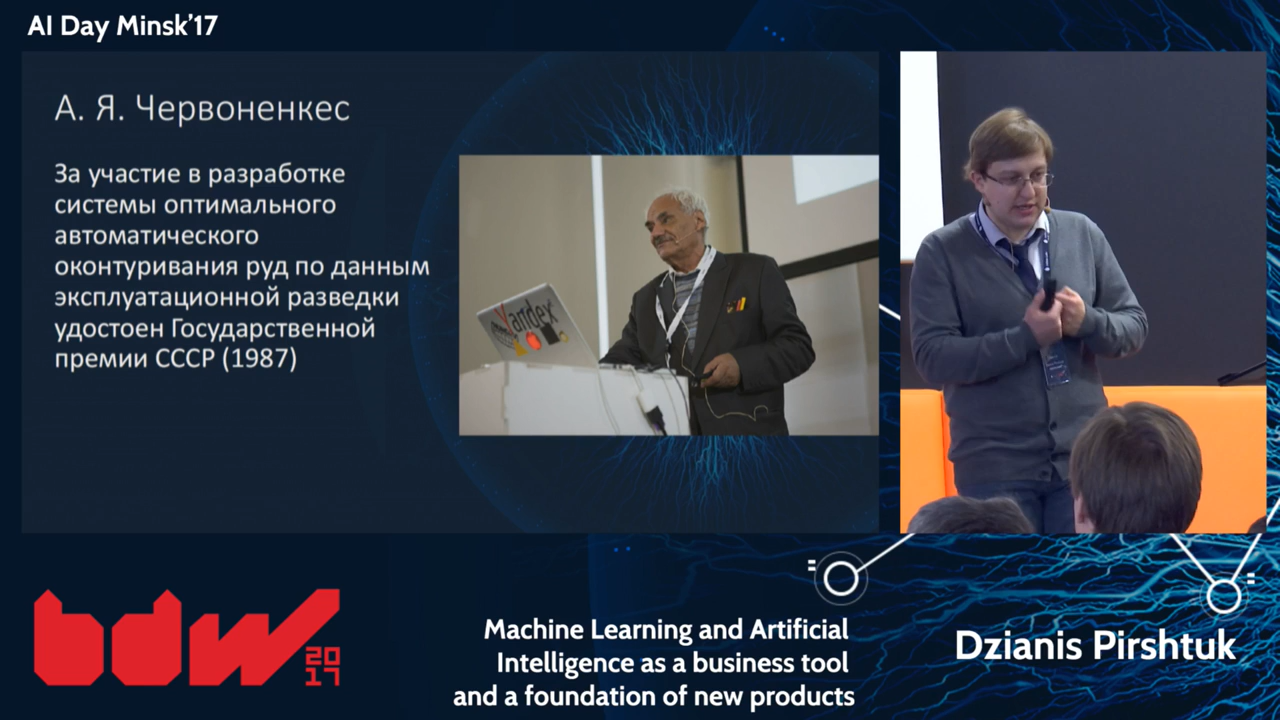 AI Day Minsk'17
А. Я. Червоненкес
За участие в разработке
системы оптимального
автоматического
оконтуривания руд по данным
эксплуатационной разведки
удостоен Государственной
премии СССР (1987)
Yandex
bdw
20
17
Machine Learning and Artificial
Intelligence as a business tool
and a foundation of new products
Dzianis Pirshtuk